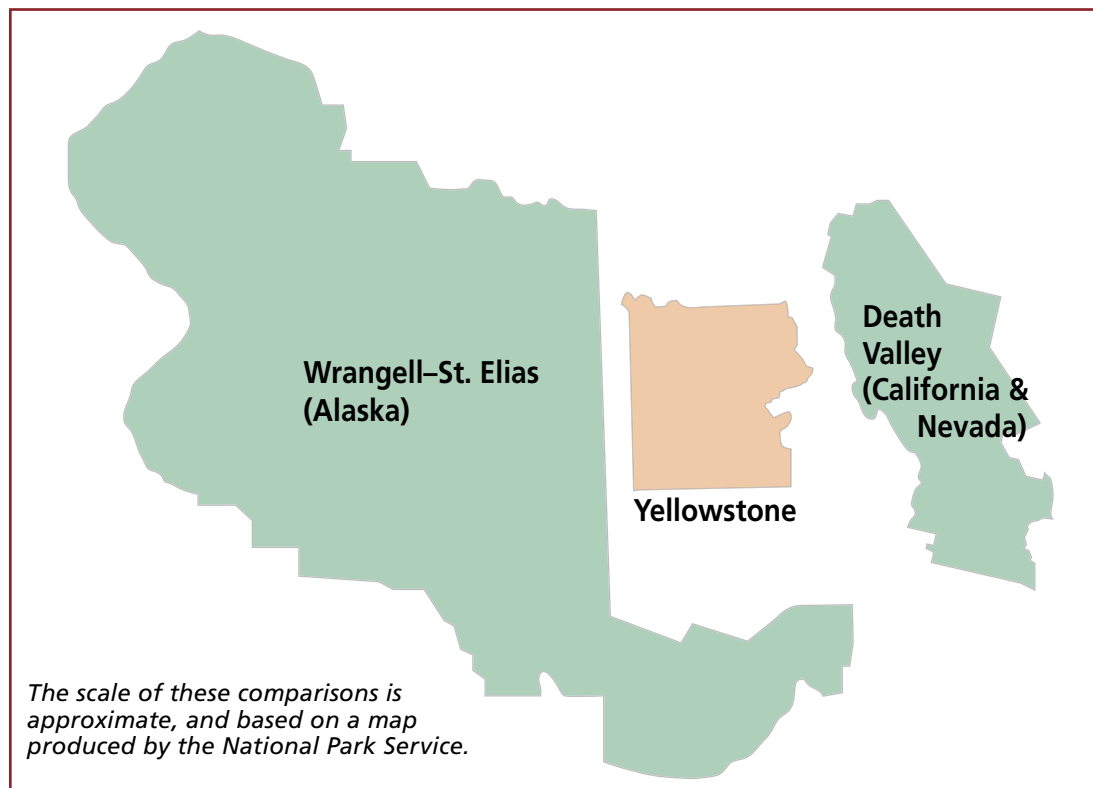 Wrangell–St. Elias
(Alaska)
Yellowstone
Death
Valley
(California &
Nevada)
The scale of these comparisons is
approximate, and based on a map
produced by the National Park Service.